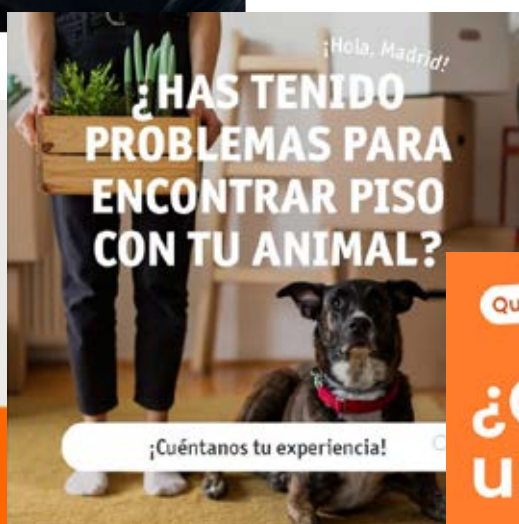 ¡Hola, Madrid!
¿HAS TENIDO
PROBLEMAS PARA
ENCONTRAR PISO
CON TU ANIMAL?
¡Cuéntanos tu experiencia!